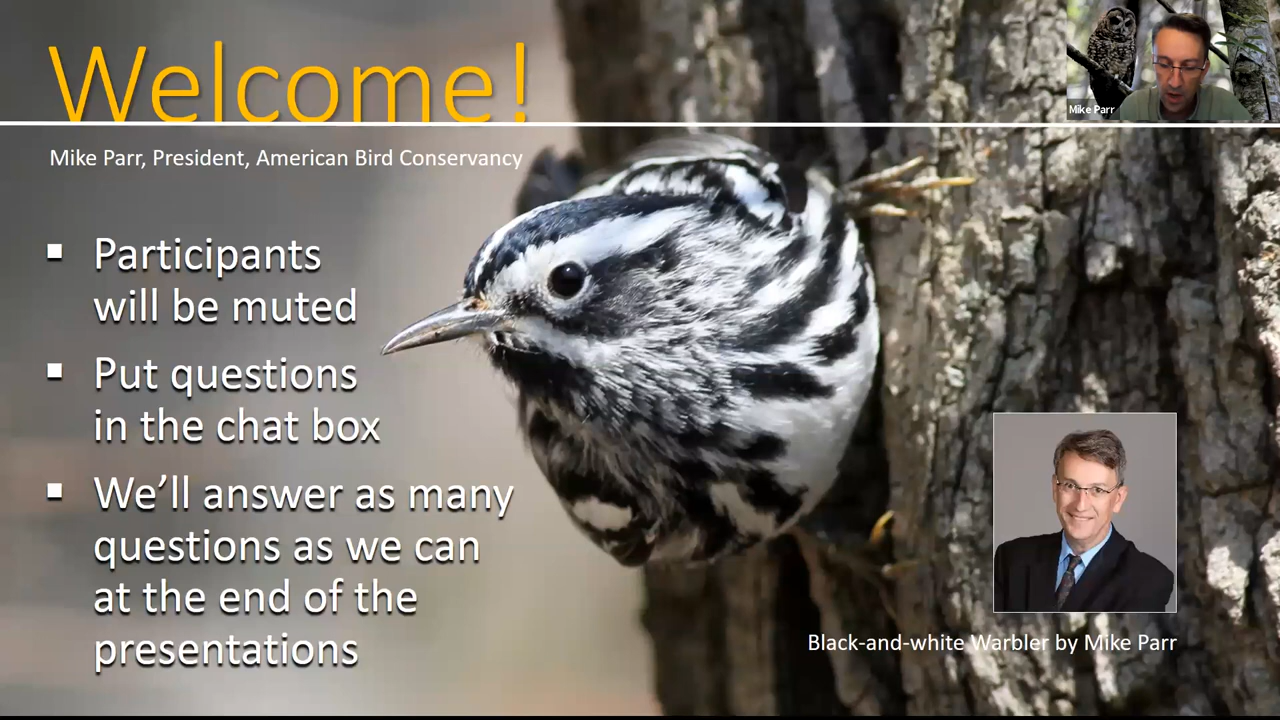 Welcome!
Mike Parr
Mike Parr, President, American Bird Conservancy
▪ Participants
will be muted
▪ Put questions
in the chat box
▪ We’ll answer as many
questions as we can
at the end of the
presentations
Black-and-white Warbler by Mike Parr